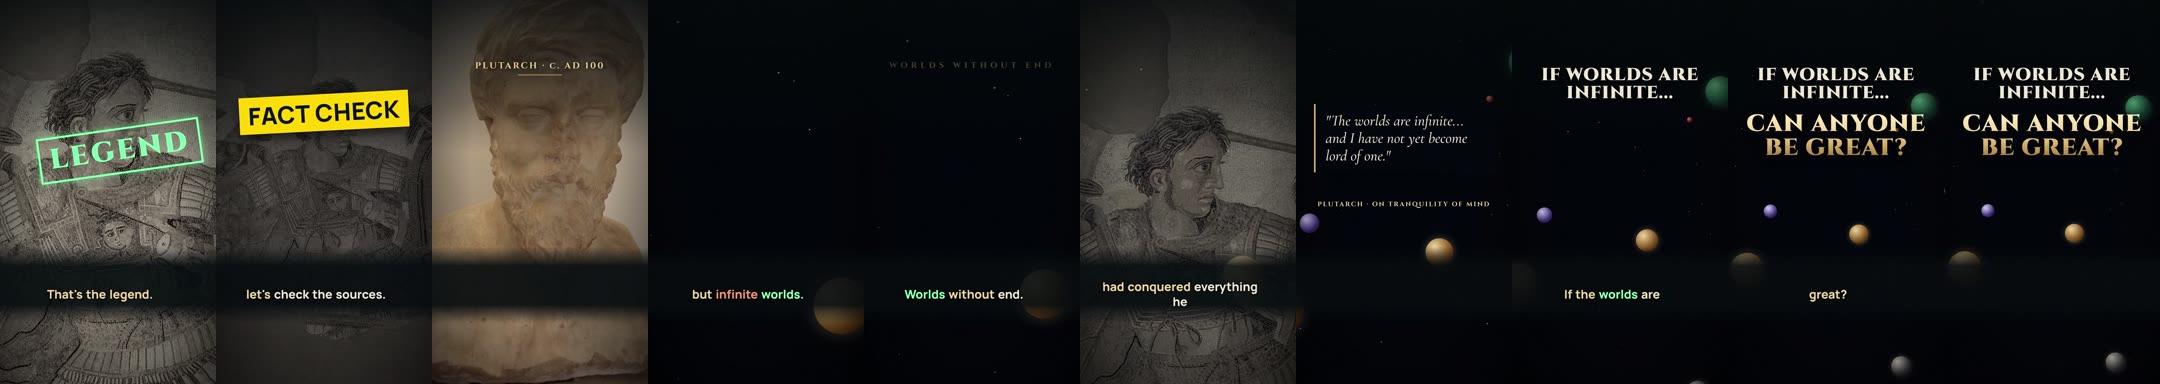 LEGEND
That's the legend.
FACT CHECK
let's check the sources.
PLUTARCH · C. AD 100
but infinite worlds.
WORLDS WITHOUT END
Worlds without end.
had conquered everything
he
"The worlds are infinite...
and I have not yet become
lord of one."
PLUTARCH · ON TRANQUILITY OF MIND
IF WORLDS ARE
INFINITE...
If the worlds are
IF WORLDS ARE
INFINITE...
CAN ANYONE
BE GREAT?
great?
IF WORLDS ARE
INFINITE...
CAN ANYONE
BE GREAT?